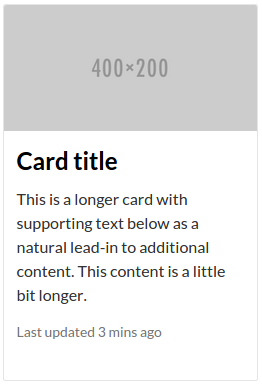 400×200
Card title
This is a longer card with
supporting text below as a
natural lead-in to additional
content. This content is a little
bit longer.
Last updated 3 mins ago